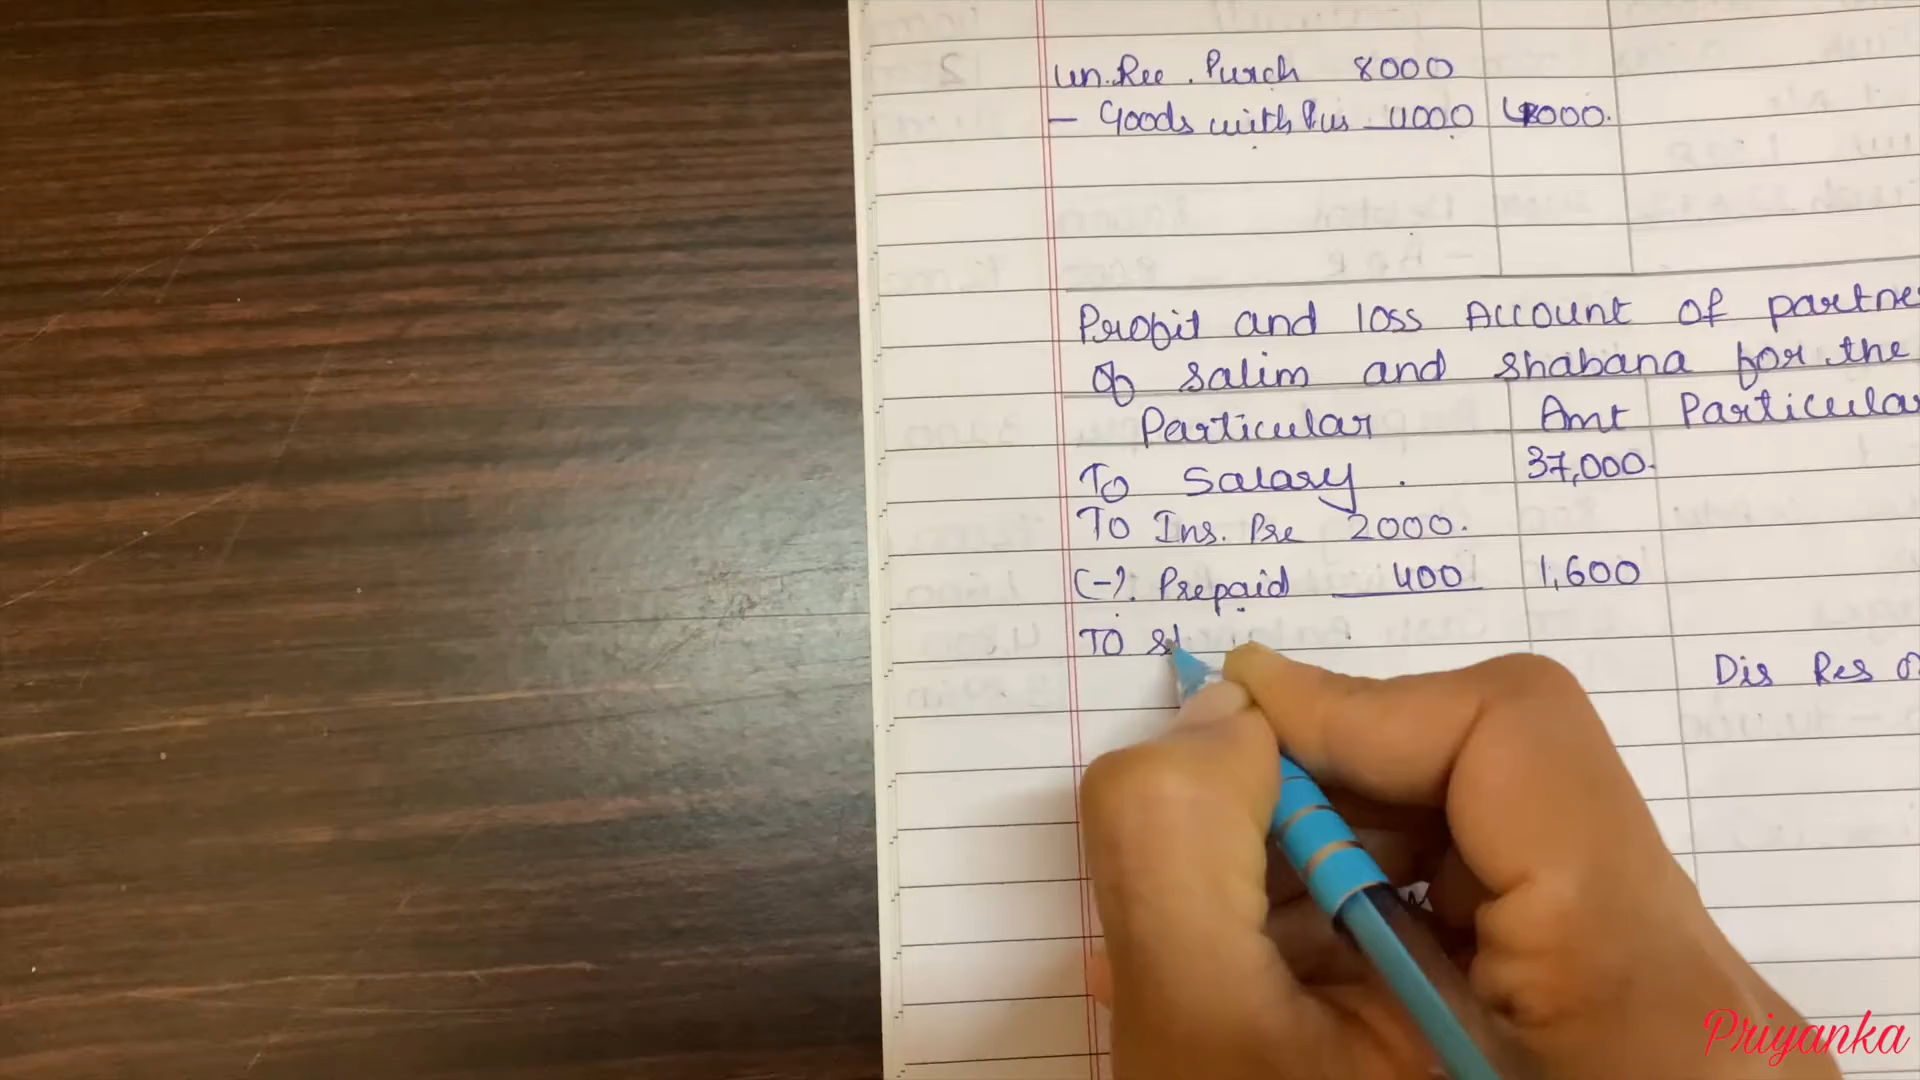 Un.Rec. Purch 8000
- Goods with Pus 4000 4000.
Profit and loss Account of partne
of salim and shabana for the
Particular Amt Particula
To Salary . 37,000.
To Ins. Pre 2000.
(-). Prepaid 400 1,600
TO
Dis Res o
Priyanka